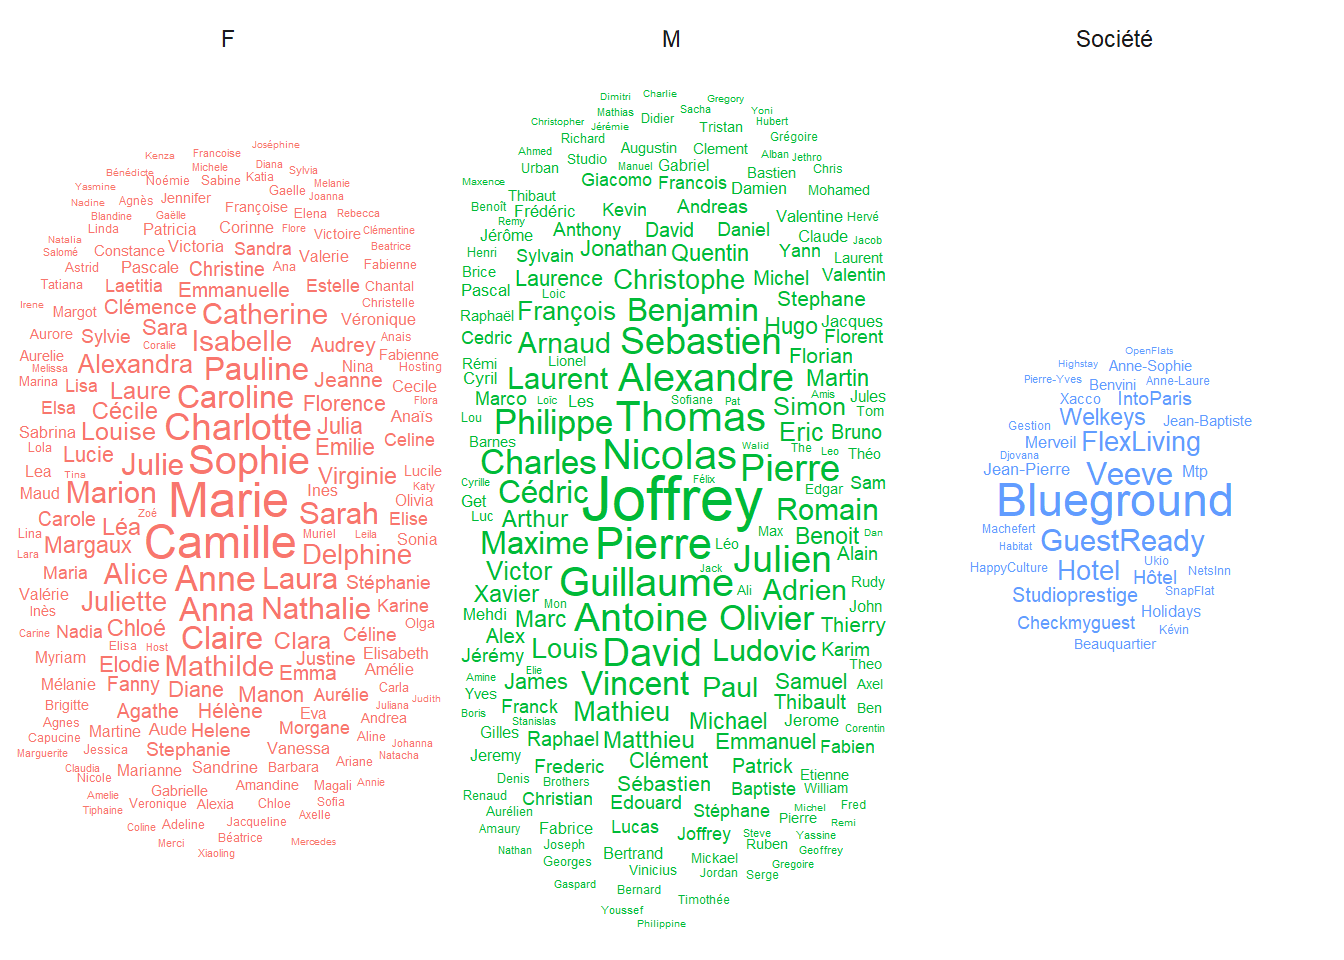 F
Joséphine
Kenza
Francoise
Bénédicte
Michele
Diana
Sylvia
Noémie
Sabine
Katia
Melanie
Yasmine
Gaelle
Joanna
Nadine
Agnès
Jennifer
Françoise
Elena
Rebecca
Blandine
Gaëlle
Linda
Patricia
Corinne
Flore
Victoire
Clémentine
Natalia
Salomé
Constance
Victoria
Sandra
Valerie
Beatrice
Astrid
Pascale
Christine
Ana
Fabienne
Tatiana
Laetitia
Emmanuelle
Estelle
Chantal
Irene
Margot
Clémence
Catherine
Christelle
Véronique
Aurore
Sylvie
Sara
Coralie
Isabelle
Audrey
Anais
Aurelie
Melissa
Alexandra
Pauline
Nina
Fabienne
Hosting
Marina
Lisa
Laure
Caroline
Jeanne
Cecile
Elsa
Cécile
Florence
Flora
Anaïs
Sabrina
Louise
Charlotte
Julia
Lola
Lucie
Julie
Sophie
Emilie
Celine
Lea
Tina
Virginie
Lucile
Katy
Maud
Marion
Marie
Ines
Olivia
Zoé
Carole
Léa
Sarah
Elise
Lina
Margaux
Camille
Muriel
Leila
Sonia
Lara
Delphine
Maria
Alice
Anne
Laura
Stéphanie
Valérie
Inès
Juliette
Anna
Nathalie
Karine
Olga
Carine
Nadia
Chloé
Claire
Clara
Céline
Elisa
Host
Myriam
Elodie
Mathilde
Justine
Elisabeth
Emma
Amélie
Mélanie
Fanny
Diane
Manon
Aurélie
Carla
Juliana
Judith
Brigitte
Agathe
Hélène
Eva
Andrea
Agnes
Capucine
Martine
Aude
Helene
Morgane
Aline
Johanna
Marguerite
Jessica
Stephanie
Vanessa
Natacha
Claudia
Nicole
Marianne
Sandrine
Barbara
Ariane
Amelie
Gabrielle
Amandine
Magali
Annie
Tiphaine
Veronique
Alexia
Chloe
Sofia
Coline
Adeline
Jacqueline
Axelle
Merci
Béatrice
Mercedes
Xiaoling
M
Dimitri
Charlie
Gregory
Mathias
Sacha
Yoni
Christopher
Jérémie
Didier
Tristan
Hubert
Richard
Grégoire
Ahmed
Augustin
Clement
Alban
Jethro
Urban
Studio
Manuel
Gabriel
Bastien
Chris
Maxence
Giacomo
Francois
Damien
Mohamed
Thibaut
Benoît
Frédéric
Kevin
Andreas
Valentine
Hervé
Remy
Jérôme
Anthony
David
Daniel
Claude
Jacob
Henri
Sylvain
Jonathan
Quentin
Yann
Laurent
Brice
Laurence
Christophe
Michel
Valentin
Pascal
Loic
Stephane
Raphaël
François
Benjamin
Hugo
Jacques
Cedric
Arnaud
Sebastien
Florent
Florian
Rémi
Lionel
Cyril
Laurent
Alexandre
Martin
Marco
Loïc
Les
Sofiane
Pat
Amis
Jules
Lou
Philippe
Thomas
Simon
Tom
Barnes
Eric
Bruno
Walid
The
Leo
Théo
Charles
Nicolas
Pierre
Cyrille
Cédric
Félix
Edgar
Sam
Get
Joffrey
Luc
Arthur
Romain
Max
Maxime
Pierre
Léo
Benoit
Dan
Victor
Jack
Julien
Alain
Xavier
Guillaume
Ali
Adrien
Rudy
Mon
Mehdi
Marc
Antoine
Olivier
John
Thierry
Alex
Jérémy
Louis
David
Ludovic
Karim
Elie
Theo
Amine
James
Vincent
Paul
Samuel
Axel
Yves
Boris
Franck
Mathieu
Thibault
Ben
Stanislas
Michael
Jerome
Corentin
Gilles
Raphael
Matthieu
Emmanuel
Fabien
Jeremy
Frederic
Clément
Patrick
Denis
Brothers
Sébastien
Etienne
Baptiste
William
Renaud
Christian
Edouard
Michel
Fred
Aurélien
Stéphane
Pierre
Remi
Amaury
Fabrice
Lucas
Joffrey
Steve
Yassine
Nathan
Joseph
Ruben
Geoffrey
Georges
Bertrand
Mickael
Gregoire
Vinicius
Jordan
Serge
Gaspard
Bernard
Timothée
Youssef
Philippine
Société
OpenFlats
Highstay
Anne-Sophie
Pierre-Yves
Benvini
Anne-Laure
Xacco
IntoParis
Gestion
Welkeys
Jean-Baptiste
Merveil
FlexLiving
Djovana
Jean-Pierre
Veeve
Mtp
Blueground
Machefert
Habitat
GuestReady
HappyCulture
Hotel
Ukio
Hôtel
NetsInn
Studioprestige
SnapFlat
Checkmyguest
Holidays
Kévin
Beauquartier